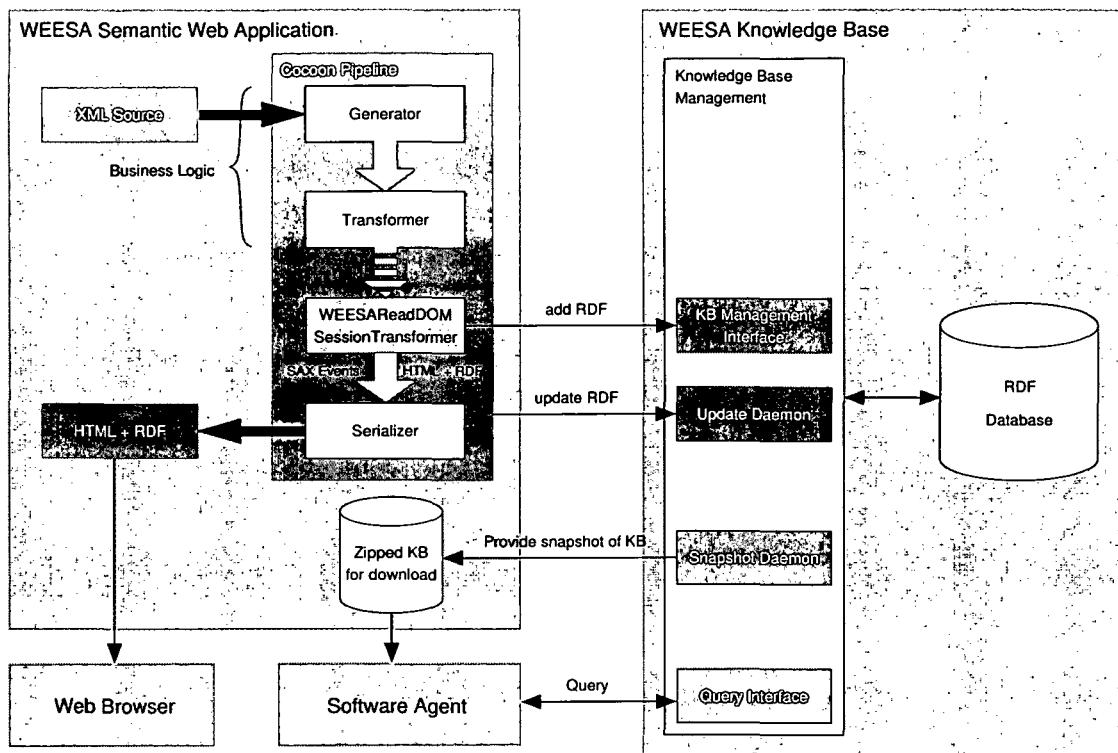 WEESA Semantic Web Application
WEESA Knowledge Base
Cocoon Pipeline
Knowledge Base
Management
XML Source
Generator
Business Logic
Transformer
WEESAReadDOM
SessionTransformer
add RDF
KB Management
Interface
SAX Events
HTML + RDF
RDF
Database
update RDF
Update Daemon
HTML + RDF
Serializer
Zipped KB
for download
Provide snapshot of KB
Snapshot Daemon
Web Browser
Software Agent
Query
Query Interface